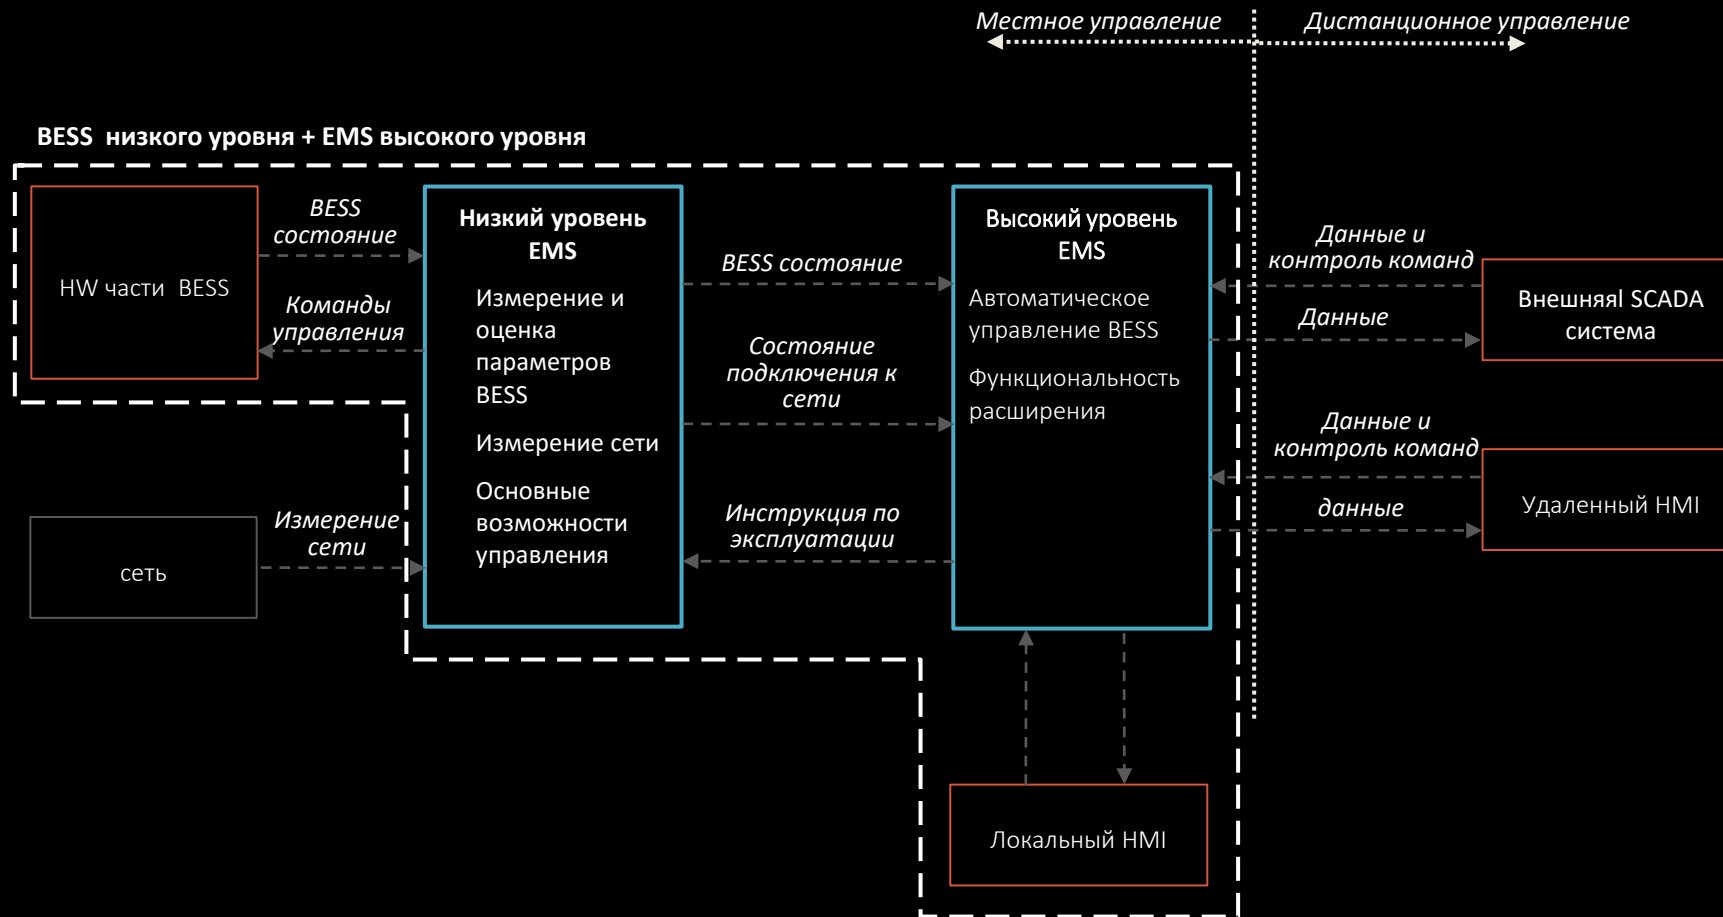 Местное управление
Дистанционное управление
BESS  низкого уровня + EMS высокого уровня
HW части  BESS
BESS
состояние
Команды
управления
Низкий уровень
EMS
Измерение и
оценка
параметров
BESS
Измерение сети
Основные
возможности
управления
BESS состояние
Состояние
подключения к
сети
Инструкция по
эксплуатации
Высокий уровень
EMS
Автоматическое
управление BESS
Функциональность
расширения
Данные и
контроль команд
Данные
Внешняяl SCADA
система
Данные и
контроль команд
данные
Удаленный HMI
сеть
Измерение
сети
Локальный HMI